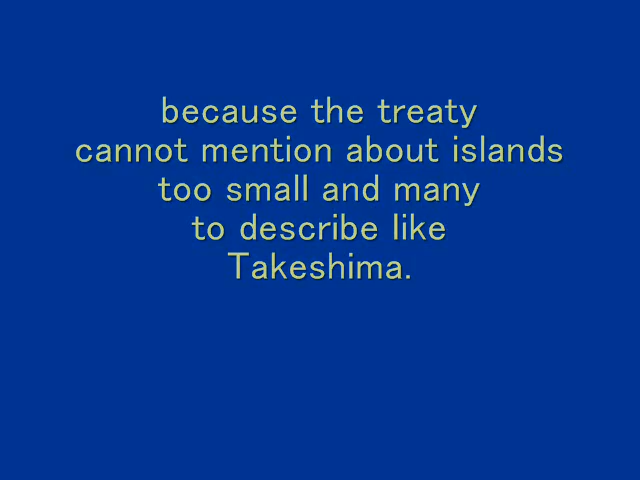 because the treaty
cannot mention about islands
too small and many
to describe like
Takeshima.